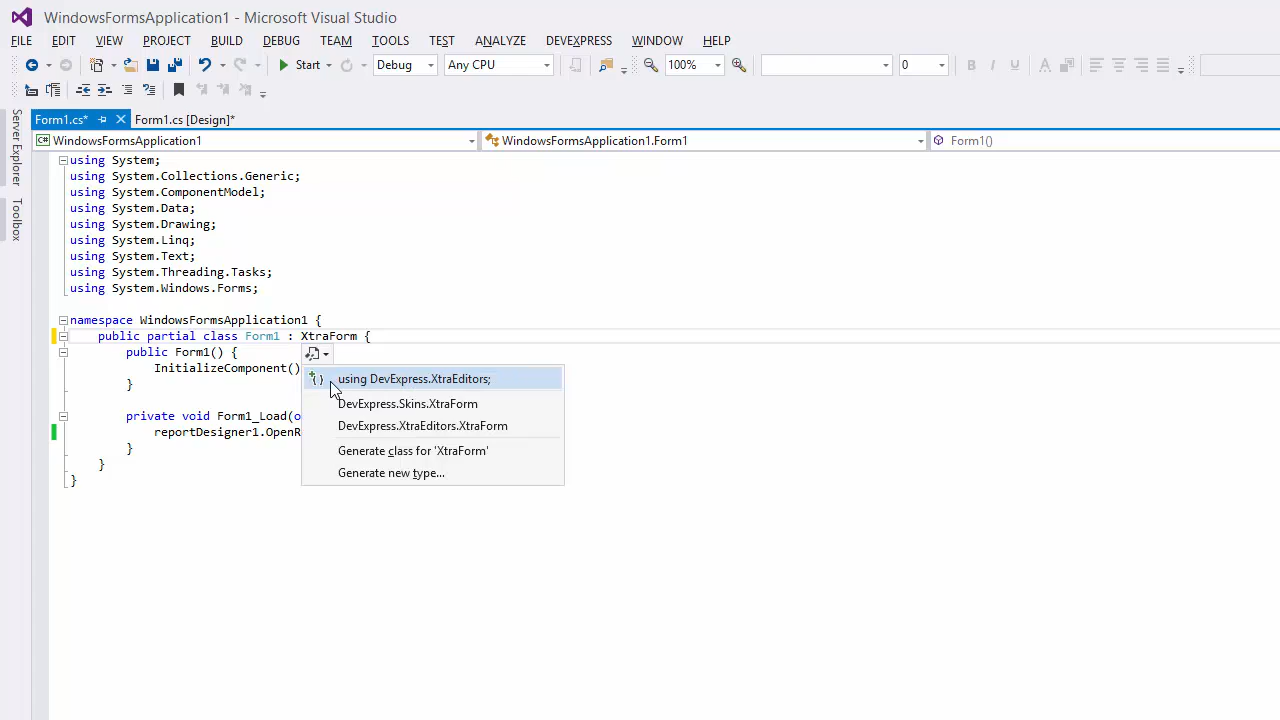 WindowsFormsApplication1 - Microsoft Visual Studio
FILE EDIT VIEW PROJECT BUILD DEBUG TEAM TOOLS TEST ANALYZE DEVEXPRESS WINDOW HELP
Start Debug Any CPU 100% 0 B I U A
Form1.cs* Form1.cs [Design]*
Server Explorer
Toolbox
C# WindowsFormsApplication1 WindowsFormsApplication1.Form1 Form1()
using System;
using System.Collections.Generic;
using System.ComponentModel;
using System.Data;
using System.Drawing;
using System.Linq;
using System.Text;
using System.Threading.Tasks;
using System.Windows.Forms;
namespace WindowsFormsApplication1 {
public partial class Form1 : XtraForm {
public Form1() {
InitializeComponent()
}
private void Form1_Load(o
reportDesigner1.OpenR
}
}
}
using DevExpress.XtraEditors;
DevExpress.Skins.XtraForm
DevExpress.XtraEditors.XtraForm
Generate class for 'XtraForm'
Generate new type...